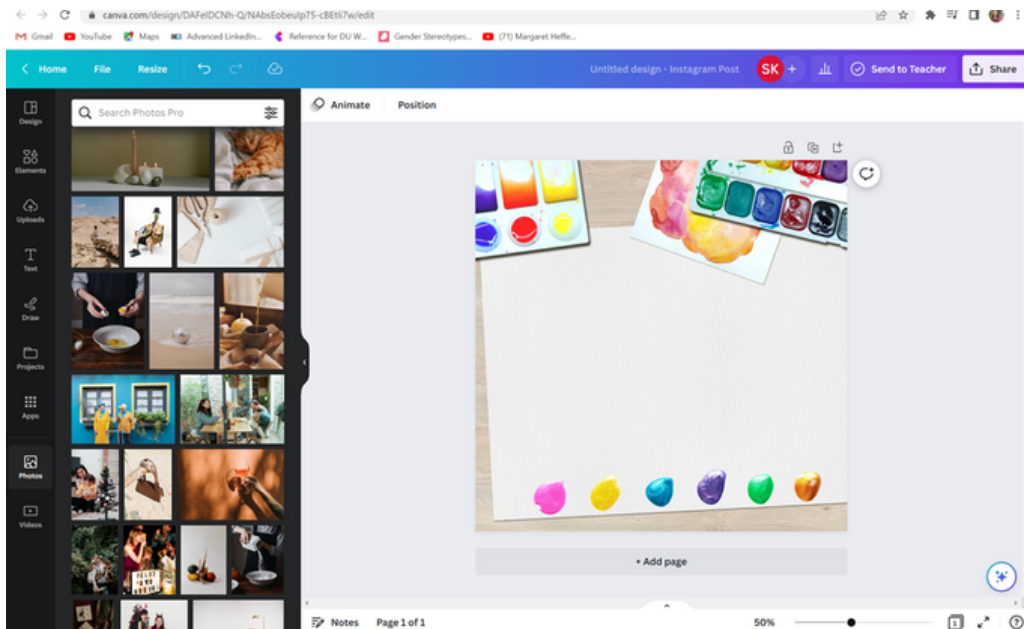 canva.com/design/DAFeIDCNh-Q/NAbsEobeulp75-cBEtli7w/edit
Gmail YouTube Maps Advanced LinkedIn... Reference for DU W... Gender Stereotypes... (71) Margaret Heffe...
Home File Resize Untitled design - Instagram Post SK + Send to Teacher Share
Design
Elements
Uploads
Text
Draw
Projects
Apps
Photos
Videos
Search Photos Pro
Animate Position
+ Add page
Notes Page 1 of 1 50% 1